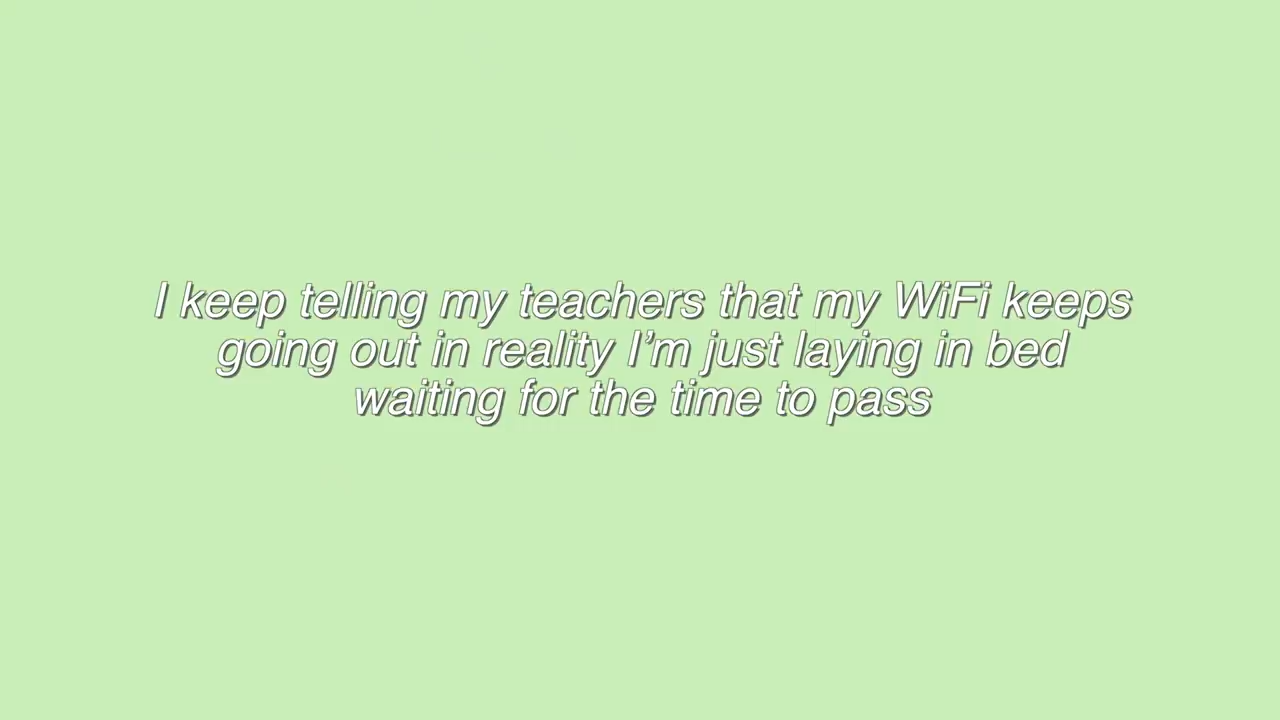 I keep telling my teachers that my WiFi keeps
going out in reality I’m just laying in bed
waiting for the time to pass